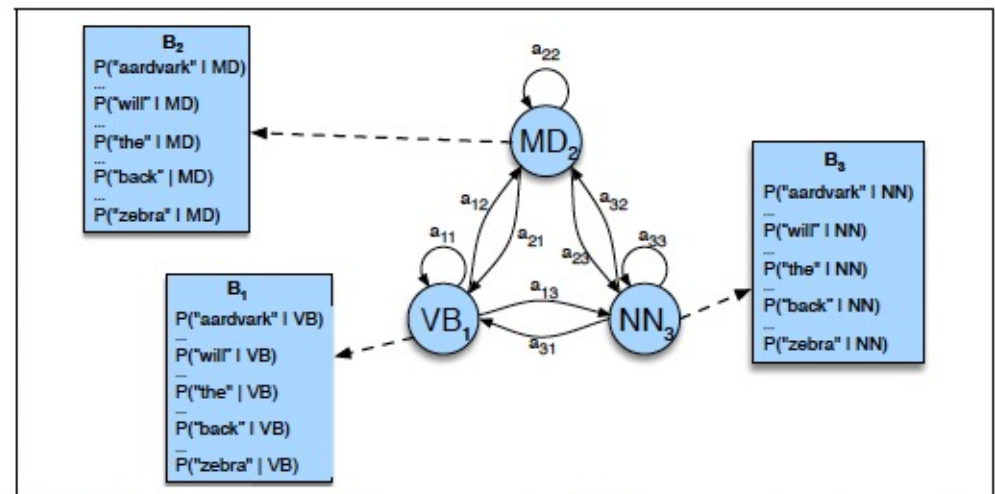 B2
P("aardvark" | MD)
...
P("will" | MD)
...
P("the" | MD)
...
P("back" | MD)
...
P("zebra" | MD)
a22
MD2
B3
P("aardvark" | NN)
...
P("will" | NN)
...
P("the" | NN)
...
P("back" | NN)
...
P("zebra" | NN)
a12
a32
a11
a21
a23
a33
B1
P("aardvark" | VB)
...
P("will" | VB)
...
P("the" | VB)
...
P("back" | VB)
...
P("zebra" | VB)
a13
VB1
NN3
a31